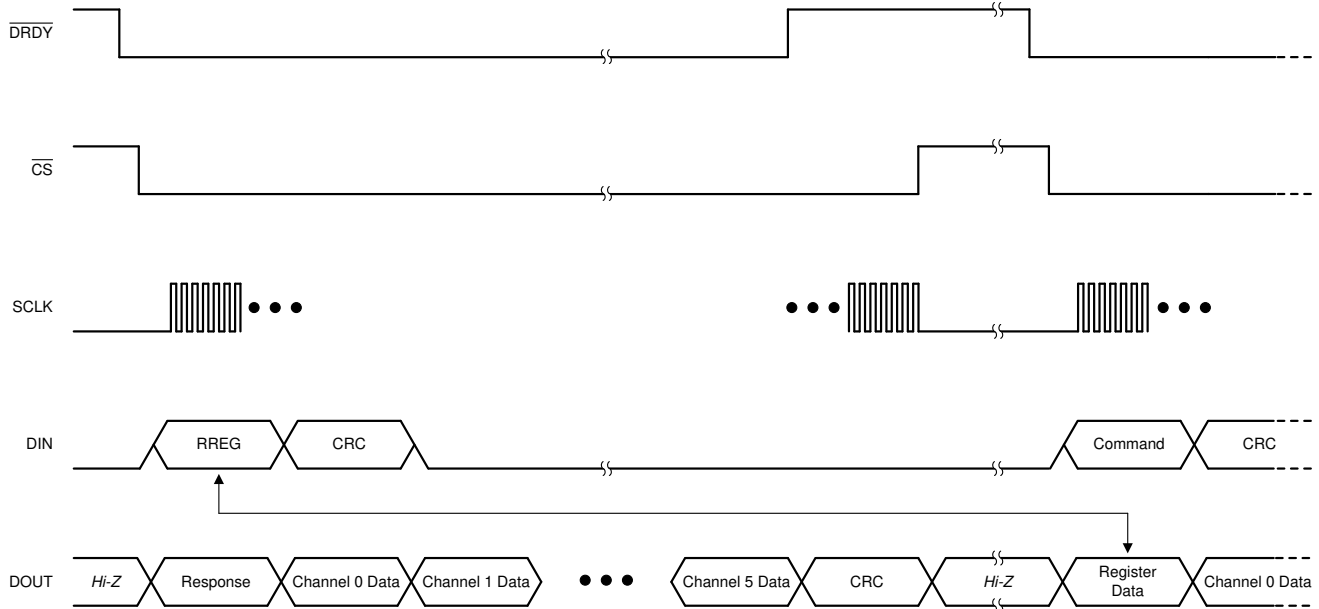 DRDY
CS
SCLK
DIN
RREG
CRC
Command
CRC
DOUT
Hi-Z
Response
Channel 0 Data
Channel 1 Data
Channel 5 Data
CRC
Hi-Z
Register
Data
Channel 0 Data